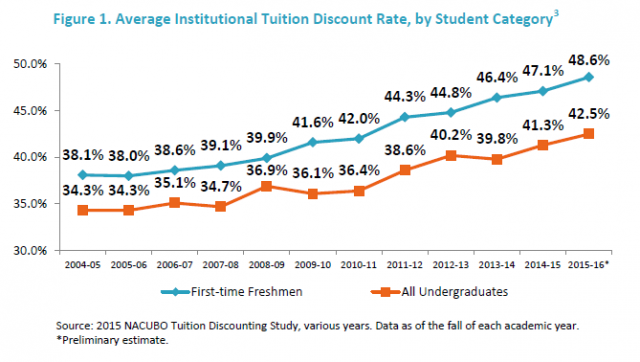 Figure 1. Average Institutional Tuition Discount Rate, by Student Category3
50.0%
45.0%
40.0%
35.0%
30.0%
38.1% 38.0% 38.6% 39.1% 39.9% 41.6% 42.0% 44.3% 44.8% 46.4% 47.1% 48.6%
34.3% 34.3% 35.1% 34.7% 36.9% 36.1% 36.4% 38.6% 40.2% 39.8% 41.3% 42.5%
2004-05 2005-06 2006-07 2007-08 2008-09 2009-10 2010-11 2011-12 2012-13 2013-14 2014-15 2015-16*
First-time Freshmen All Undergraduates
Source: 2015 NACUBO Tuition Discounting Study, various years. Data as of the fall of each academic year.
*Preliminary estimate.